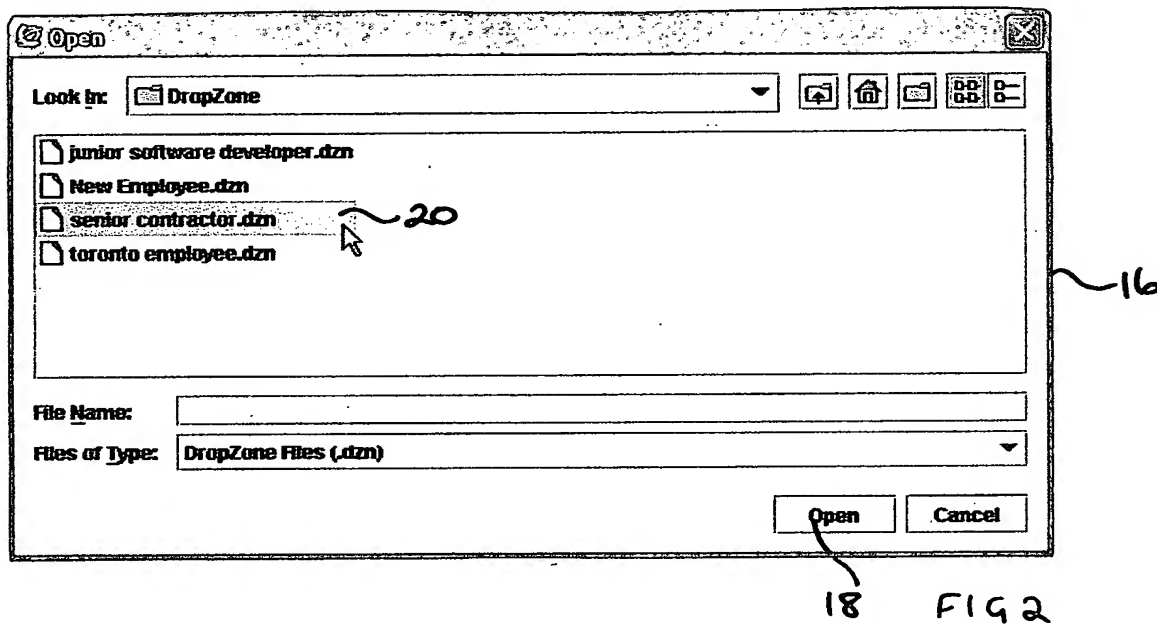 Open
Look In: DropZone
junior software developer.dzn
New Employee.dzn
senior contractor.dzn 20
toronto employee.dzn
16
File Name:
Files of Type: DropZone Files (.dzn)
Open Cancel
18 FIG 2